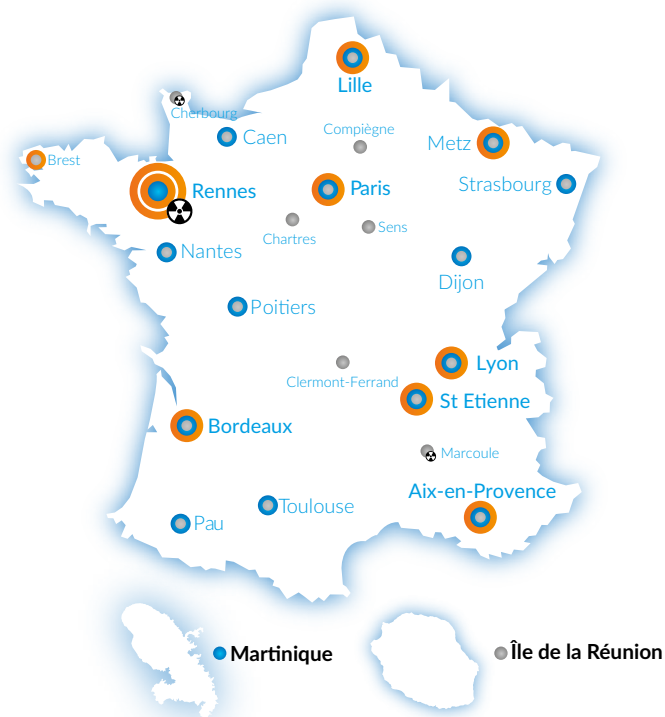 Lille
Cherbourg
Caen
Compiègne
Metz
Brest
Rennes
Paris
Strasbourg
Chartres
Sens
Nantes
Dijon
Poitiers
Lyon
Clermont-Ferrand
St Etienne
Bordeaux
Marcoule
Aix-en-Provence
Toulouse
Pau
Martinique
Île de la Réunion